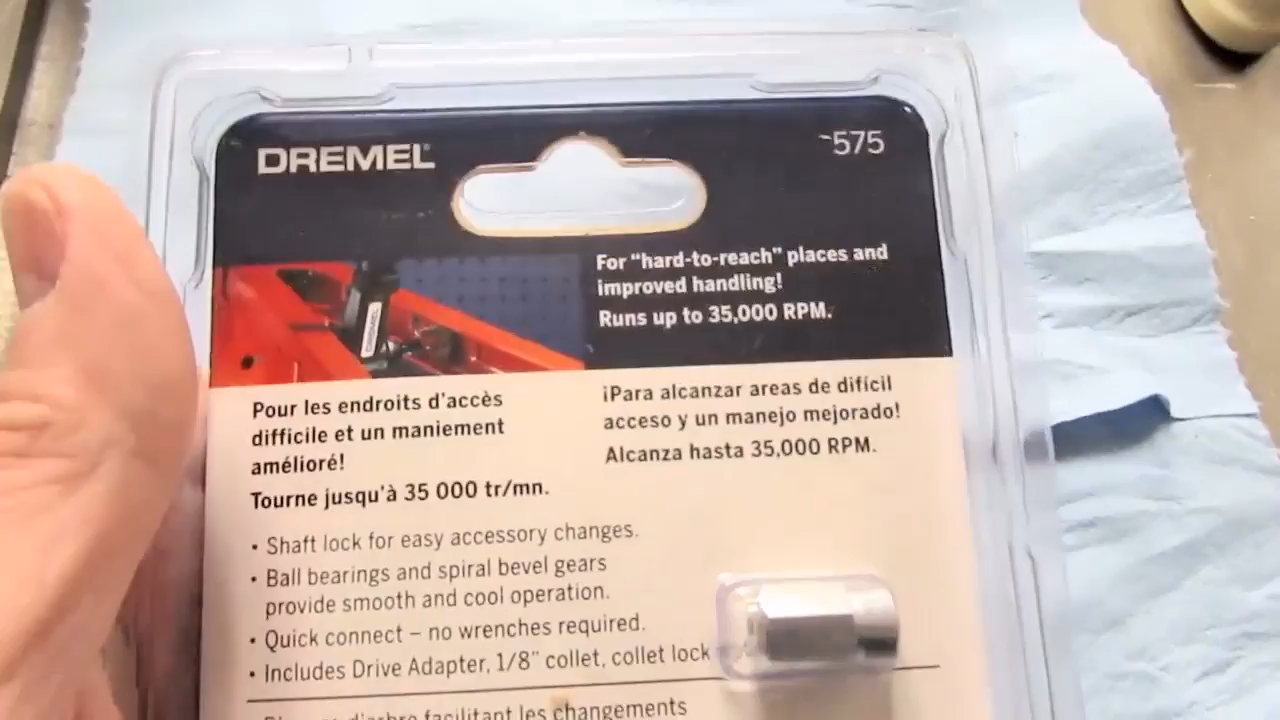 DREMEL
575
For “hard-to-reach” places and
improved handling!
Runs up to 35,000 RPM.
DREMEL
Pour les endroits d'accès
difficile et un maniement
amélioré!
Tourne jusqu'à 35 000 tr/mn.
¡Para alcanzar areas de difícil
acceso y un manejo mejorado!
Alcanza hasta 35,000 RPM.
• Shaft lock for easy accessory changes.
• Ball bearings and spiral bevel gears
provide smooth and cool operation.
• Quick connect – no wrenches required.
• Includes Drive Adapter, 1/8" collet, collet lock
d'arbre facilitant les changements